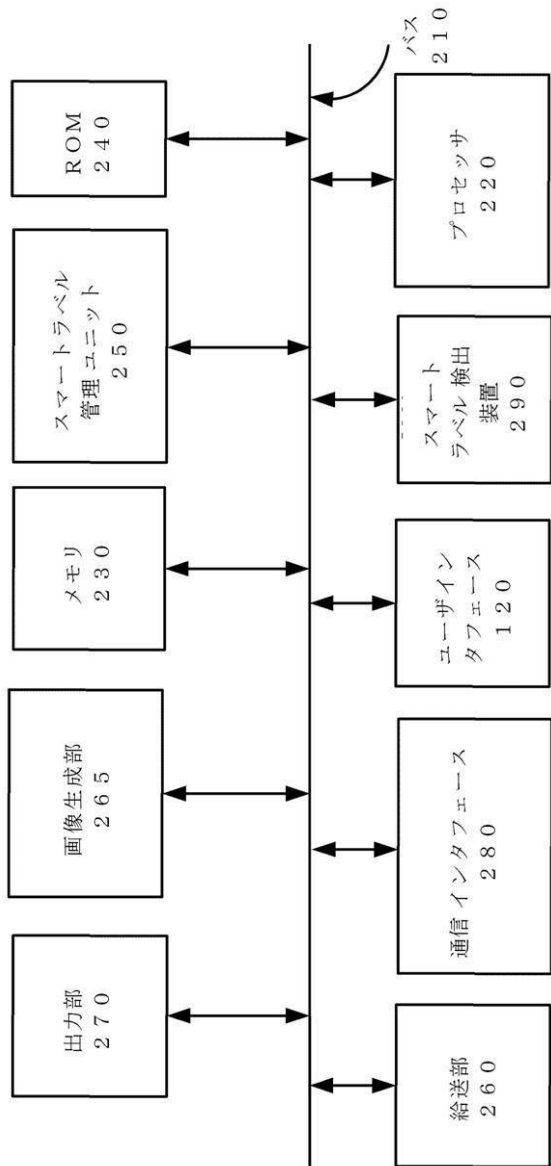 出力部
270
画像生成部
265
メモリ
230
スマートラベル
管理 ユニット
250
ROM
240
給送部
260
通信 インタフェース
280
ユーザイン
タフェース
120
スマート
ラベル 検出
装置
290
プロセッサ
220
バス
210